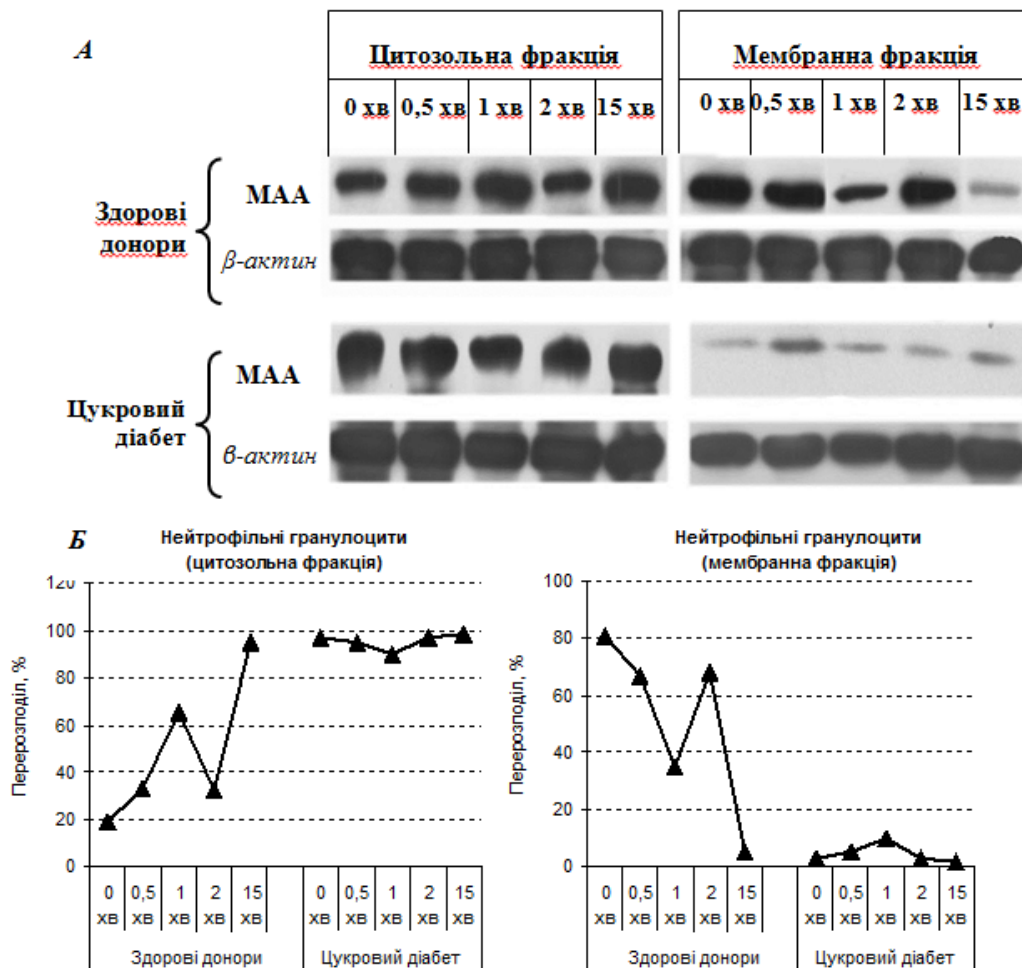 А
Цитозольна фракція
Мембранна фракція
0 хв 0,5 хв 1 хв 2 хв 15 хв
0 хв 0,5 хв 1 хв 2 хв 15 хв
Здорові
донори
МАА
β-актин
Цукровий
діабет
МАА
β-актин
Б
Нейтрофільні гранулоцити
(цитозольна фракція)
Перерозподіл, %
120
100
80
60
40
20
0
0 0,5 1 2 15 0 0,5 1 2 15
хв хв хв хв хв хв хв хв хв хв
Здорові донори Цукровий діабет
Нейтрофільні гранулоцити
(мембранна фракція)
Перерозподіл, %
100
80
60
40
20
0
0 0,5 1 2 15 0 0,5 1 2 15
хв хв хв хв хв хв хв хв хв хв
Здорові донори Цукровий діабет